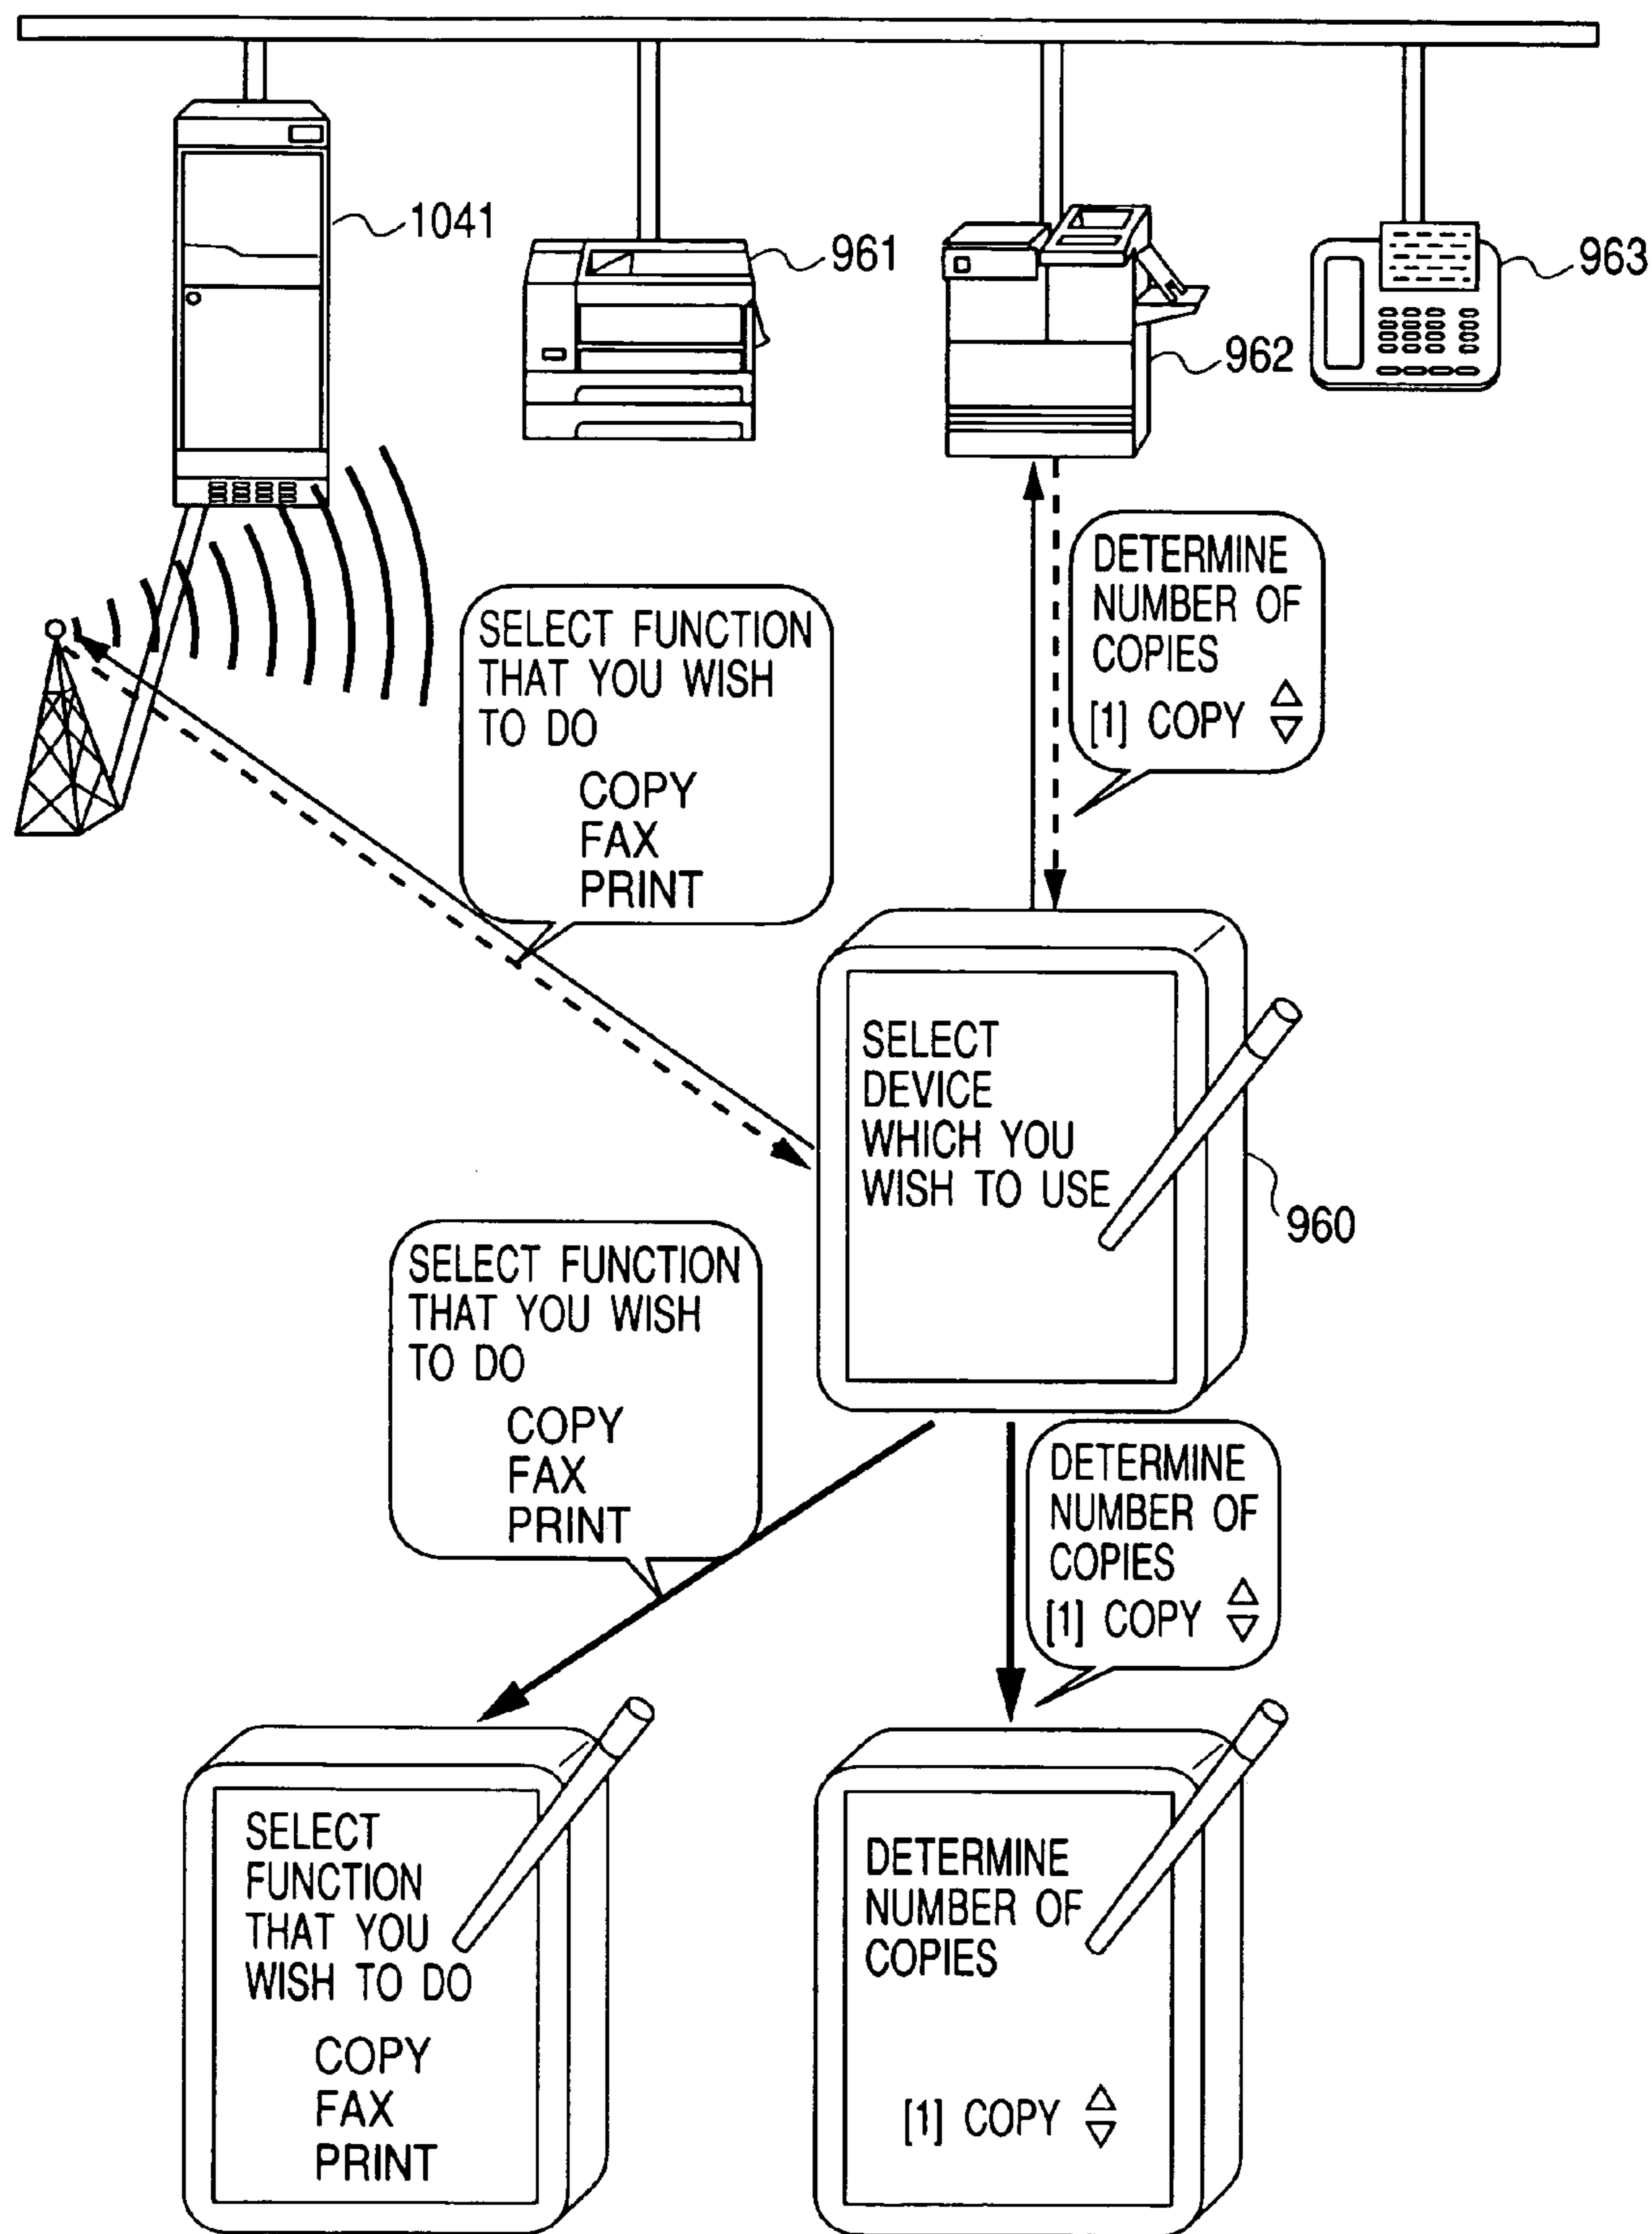 1041
961
962
963
DETERMINE
NUMBER OF
COPIES
[1] COPY △▽
SELECT FUNCTION
THAT YOU WISH
TO DO
COPY
FAX
PRINT
SELECT
DEVICE
WHICH YOU
WISH TO USE
960
SELECT FUNCTION
THAT YOU WISH
TO DO
COPY
FAX
PRINT
DETERMINE
NUMBER OF
COPIES
[1] COPY △▽
SELECT
FUNCTION
THAT YOU
WISH TO DO
COPY
FAX
PRINT
DETERMINE
NUMBER OF
COPIES
[1] COPY △▽